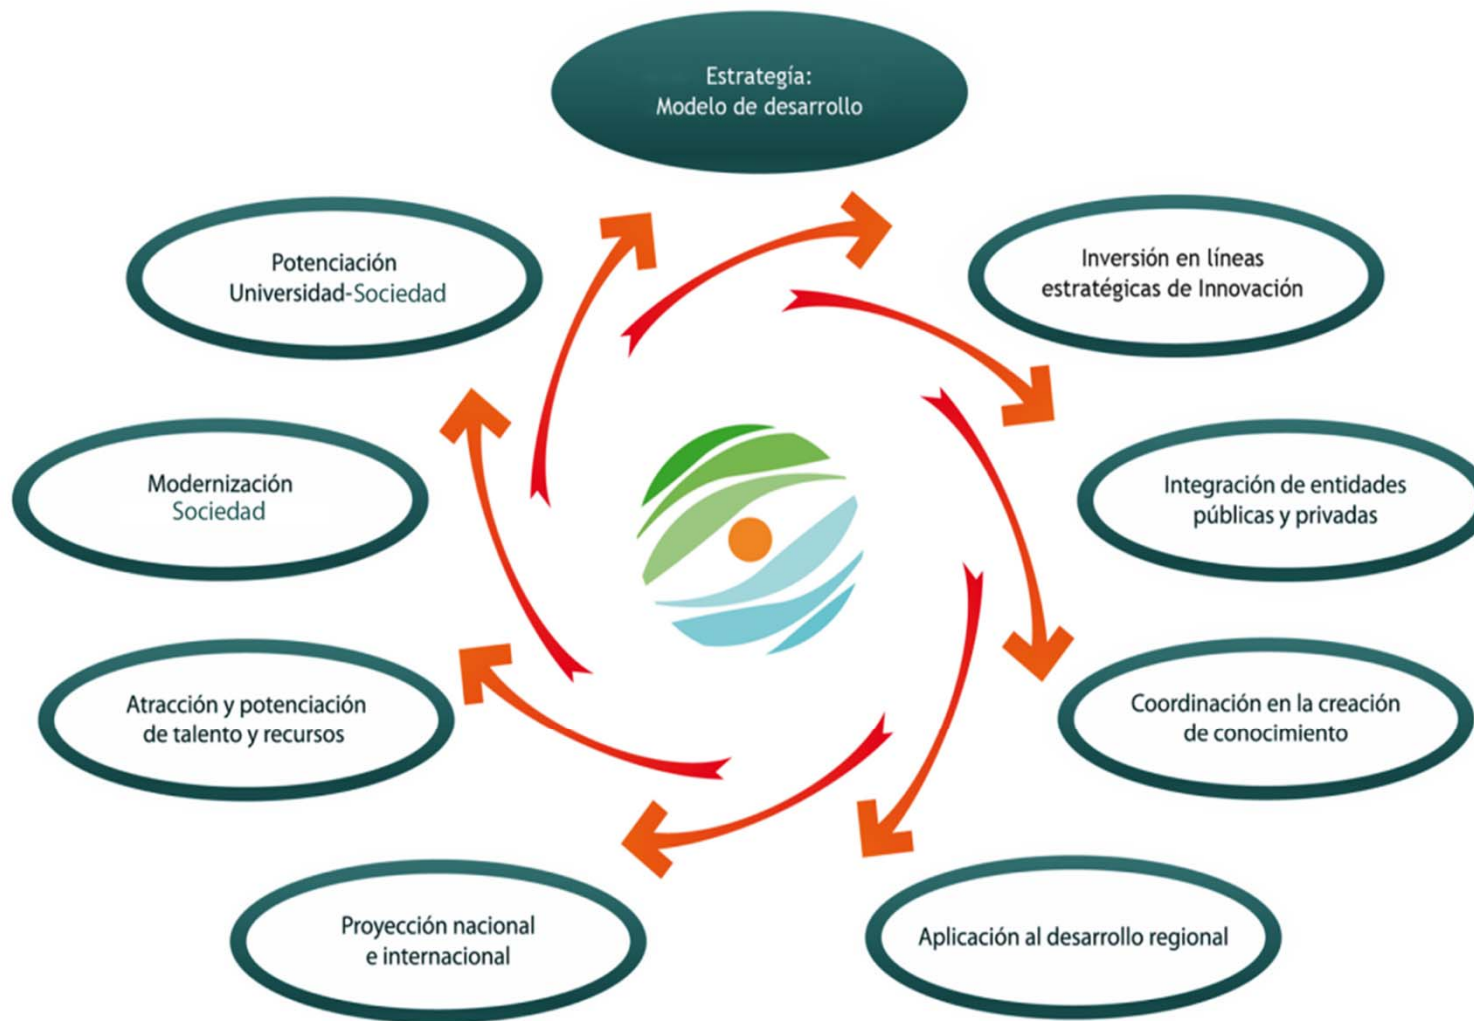 Estrategía:
Modelo de desarrollo
Inversión en líneas
estratégicas de Innovación
Integración de entidades
públicas y privadas
Coordinación en la creación
de conocimiento
Aplicación al desarrollo regional
Proyección nacional
e internacional
Atracción y potenciación
de talento y recursos
Modernización
Sociedad
Potenciación
Universidad-Sociedad